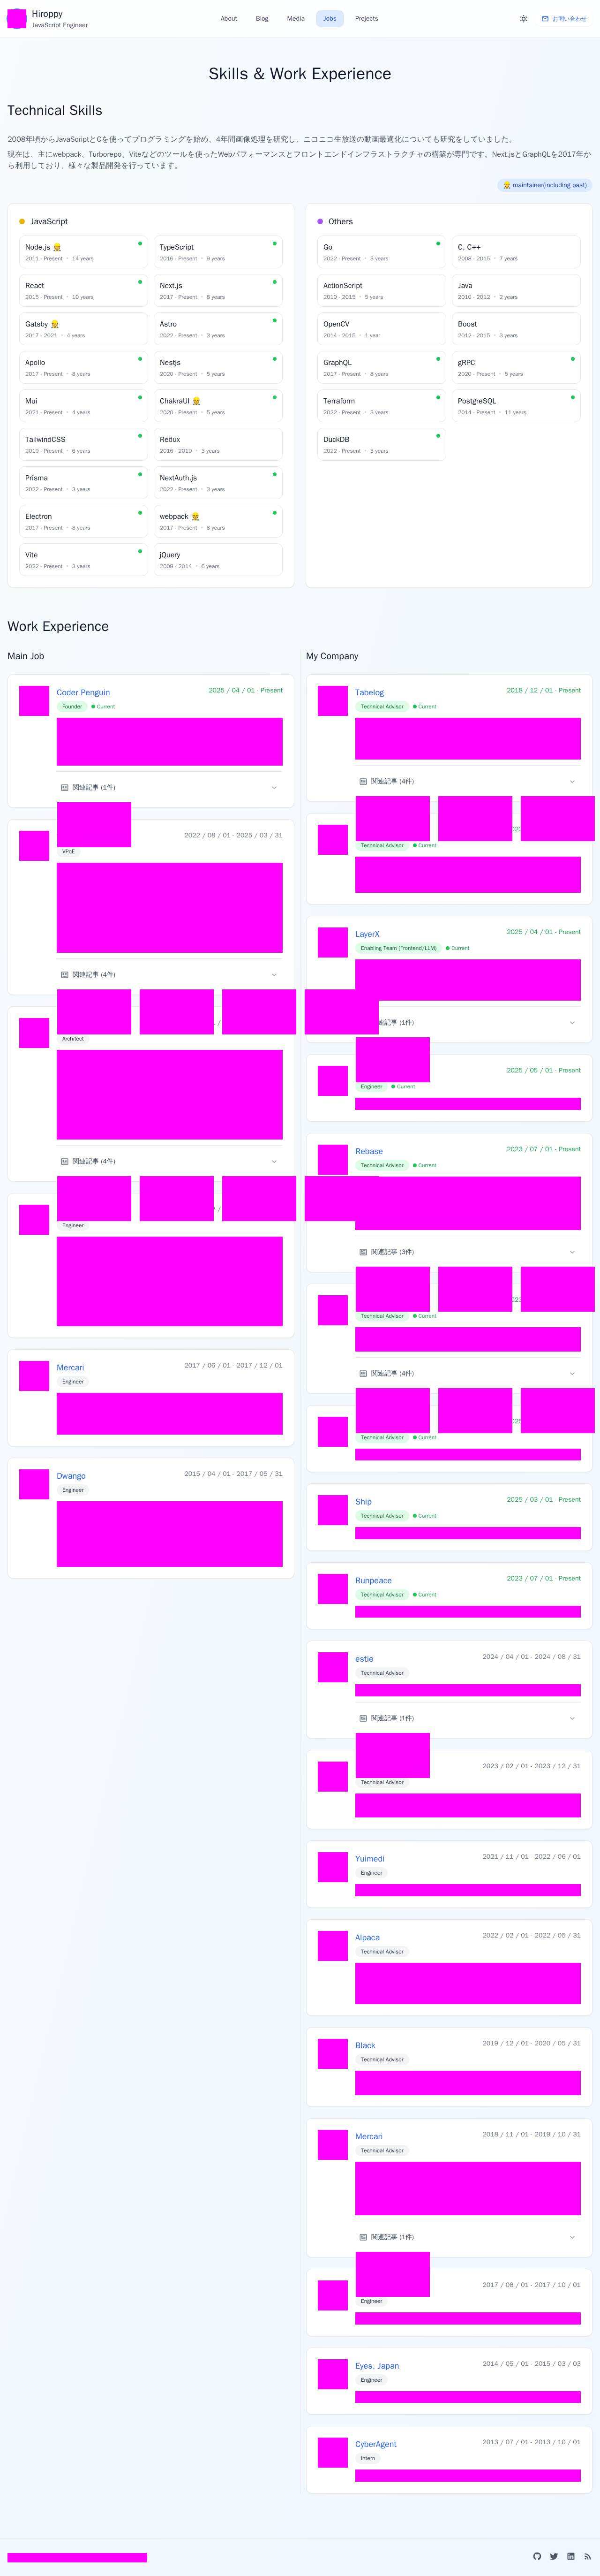 Hiroppy
JavaScript Engineer
About
Blog
Media
Jobs
Projects
お問い合わせ
Skills & Work Experience
Technical Skills
2008年頃からJavaScriptとCを使ってプログラミングを始め、4年間画像処理を研究し、ニコニコ生放送の動画最適化についても研究をしていました。
現在は、主にwebpack、Turborepo、Viteなどのツールを使ったWebパフォーマンスとフロントエンドインフラストラクチャの構築が専門です。Next.jsとGraphQLを2017年か
ら利用しており、様々な製品開発を行っています。
👷 maintainer(including past)
JavaScript
Node.js 👷
2011 - Present • 14 years
TypeScript
2016 - Present • 9 years
React
2015 - Present • 10 years
Next.js
2017 - Present • 8 years
Gatsby 👷
2017 - 2021 • 4 years
Astro
2022 - Present • 3 years
Apollo
2017 - Present • 8 years
Nestjs
2020 - Present • 5 years
Mui
2021 - Present • 4 years
ChakraUI 👷
2020 - Present • 5 years
TailwindCSS
2019 - Present • 6 years
Redux
2016 - 2019 • 3 years
Prisma
2022 - Present • 3 years
NextAuth.js
2022 - Present • 3 years
Electron
2017 - Present • 8 years
webpack 👷
2017 - Present • 8 years
Vite
2022 - Present • 3 years
jQuery
2008 - 2014 • 6 years
Others
Go
2022 - Present • 3 years
C, C++
2008 - 2015 • 7 years
ActionScript
2010 - 2015 • 5 years
Java
2010 - 2012 • 2 years
OpenCV
2014 - 2015 • 1 year
Boost
2012 - 2015 • 3 years
GraphQL
2017 - Present • 8 years
gRPC
2020 - Present • 5 years
Terraform
2022 - Present • 3 years
PostgreSQL
2014 - Present • 11 years
DuckDB
2022 - Present • 3 years
Work Experience
Main Job
Coder Penguin
2025 / 04 / 01 - Present
Founder
Current
関連記事 (1件)
2022 / 08 / 01 - 2025 / 03 / 31
VPoE
関連記事 (4件)
Architect
関連記事 (4件)
Engineer
Mercari
2017 / 06 / 01 - 2017 / 12 / 01
Engineer
Dwango
2015 / 04 / 01 - 2017 / 05 / 31
Engineer
My Company
Tabelog
2018 / 12 / 01 - Present
Technical Advisor
Current
関連記事 (4件)
Technical Advisor
Current
LayerX
2025 / 04 / 01 - Present
Enabling Team (Frontend/LLM)
Current
連記事 (1件)
2025 / 05 / 01 - Present
Engineer
Current
Rebase
2023 / 07 / 01 - Present
Technical Advisor
Current
関連記事 (3件)
Technical Advisor
Current
関連記事 (4件)
Technical Advisor
Current
Ship
2025 / 03 / 01 - Present
Technical Advisor
Current
Runpeace
2023 / 07 / 01 - Present
Technical Advisor
Current
estie
2024 / 04 / 01 - 2024 / 08 / 31
Technical Advisor
関連記事 (1件)
2023 / 02 / 01 - 2023 / 12 / 31
Technical Advisor
Yuimedi
2021 / 11 / 01 - 2022 / 06 / 01
Engineer
Alpaca
2022 / 02 / 01 - 2022 / 05 / 31
Technical Advisor
Black
2019 / 12 / 01 - 2020 / 05 / 31
Technical Advisor
Mercari
2018 / 11 / 01 - 2019 / 10 / 31
Technical Advisor
関連記事 (1件)
2017 / 06 / 01 - 2017 / 10 / 01
Engineer
Eyes, Japan
2014 / 05 / 01 - 2015 / 03 / 03
Engineer
CyberAgent
2013 / 07 / 01 - 2013 / 10 / 01
Intern